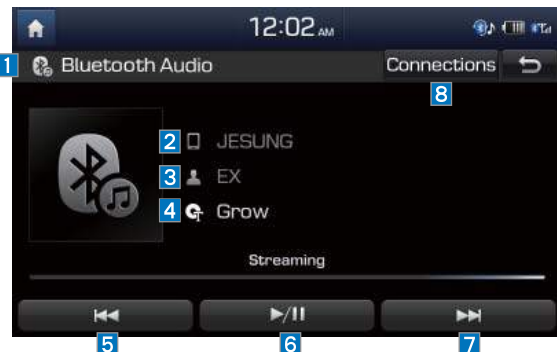 12:02 AM
1 Bluetooth Audio Connections
8
2 JESUNG
3 EX
4 Grow
Streaming
5 6 7